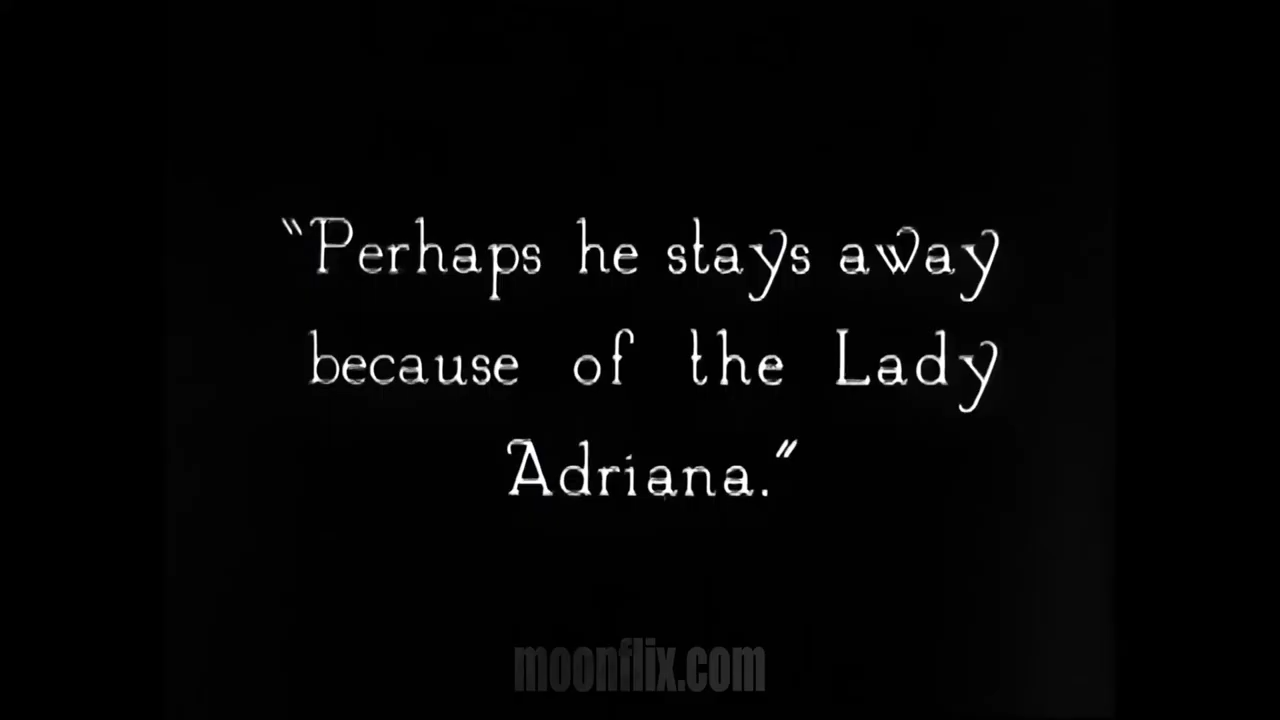 "Perhaps he stays away
because of the Lady
Adriana."
moonflix.com